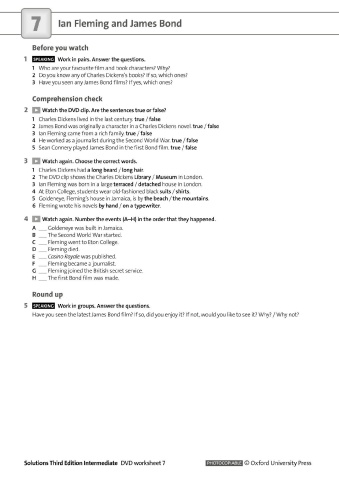 7 Ian Fleming and James Bond
Before you watch
1 SPEAKING Work in pairs. Answer the questions.
1 Who are your favourite film and book characters? Why?
2 Do you know any of Charles Dickens's books? If so, which ones?
3 Have you seen any James Bond films? If yes, which ones?
Comprehension check
2 Watch the DVD clip. Are the sentences true or false?
1 Charles Dickens lived in the last century. true / false
2 James Bond was originally a character in a Charles Dickens novel. true / false
3 Ian Fleming came from a rich family. true / false
4 He worked as a journalist during the Second World War. true / false
5 Sean Connery played James Bond in the first Bond film. true / false
3 Watch again. Choose the correct words.
1 Charles Dickens had a long beard / long hair.
2 The DVD clip shows the Charles Dickens Library / Museum in London.
3 Ian Fleming was born in a large terraced / detached house in London.
4 At Eton College, students wear old-fashioned black suits / shirts.
5 Goldeneye, Fleming's house in Jamaica, is by the beach / the mountains.
6 Fleming wrote his novels by hand / on a typewriter.
4 Watch again. Number the events (A–H) in the order that they happened.
A ___ Goldeneye was built in Jamaica.
B ___ The Second World War started.
C ___ Fleming went to Eton College.
D ___ Fleming died.
E ___ Casino Royale was published.
F ___ Fleming became a journalist.
G ___ Fleming joined the British secret service.
H ___ The first Bond film was made.
Round up
5 SPEAKING Work in groups. Answer the questions.
Have you seen the latest James Bond film? If so, did you enjoy it? If not, would you like to see it? Why? / Why not?
Solutions Third Edition Intermediate DVD worksheet 7 PHOTOCOPIABLE © Oxford University Press